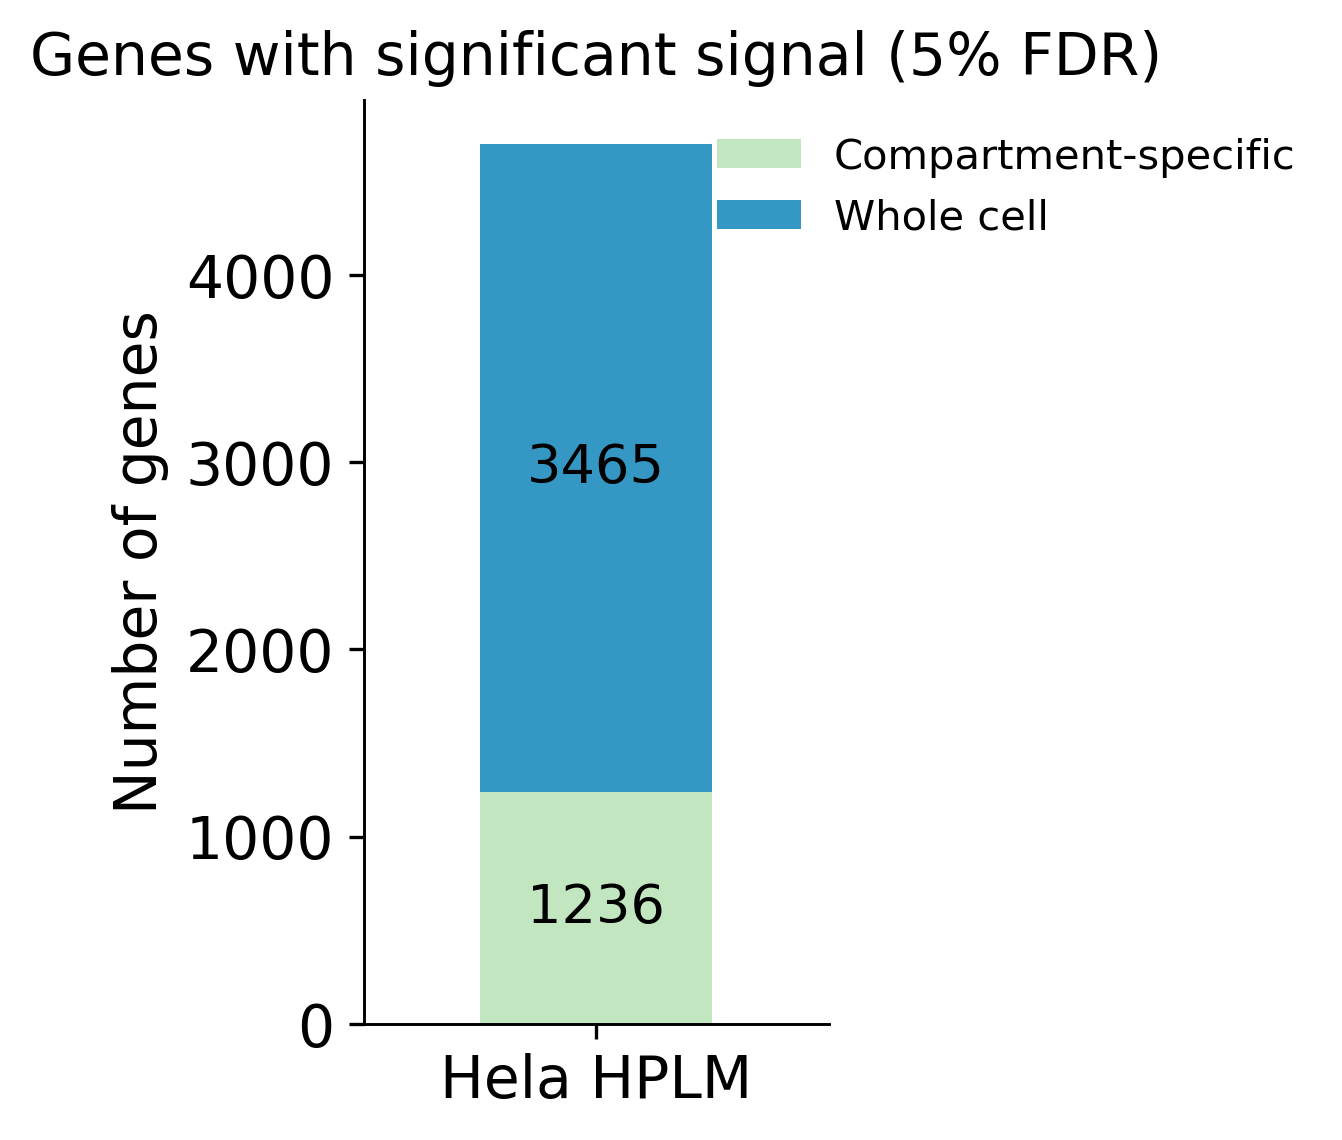 Genes with significant signal (5% FDR)
Compartment-specific
Whole cell
Number of genes
4000
3000
2000
1000
0
3465
1236
Hela HPLM